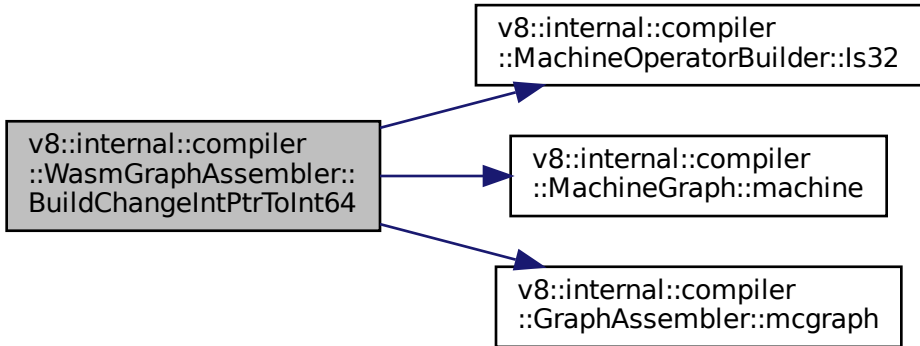 v8::internal::compiler
::MachineOperatorBuilder::Is32
v8::internal::compiler
::WasmGraphAssembler::
BuildChangeIntPtrToInt64
v8::internal::compiler
::MachineGraph::machine
v8::internal::compiler
::GraphAssembler::mcgraph